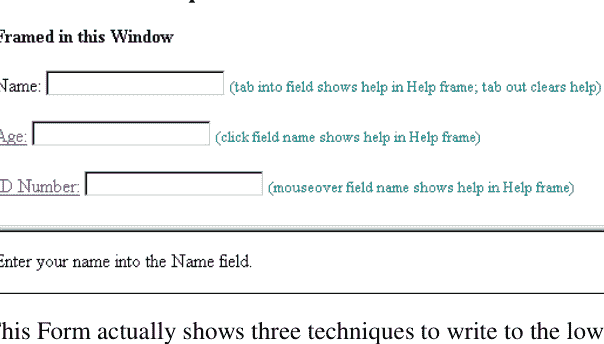 Framed in this Window
Name: (tab into field shows help in Help frame; tab out clears help)
Age: (click field name shows help in Help frame)
ID Number: (mouseover field name shows help in Help frame)
Enter your name into the Name field.
This Form actually shows three techniques to write to the low